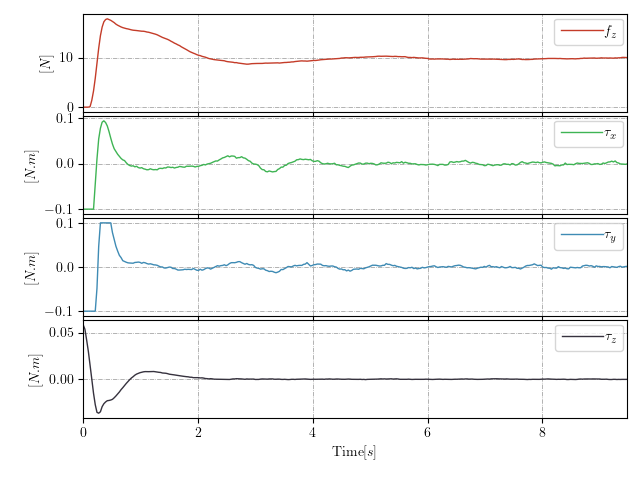 f_z
[N]
10
0
τ_x
[N.m]
0.1
0.0
−0.1
τ_y
[N.m]
0.1
0.0
−0.1
τ_z
[N.m]
0.05
0.00
0 2 4 6 8
Time[s]